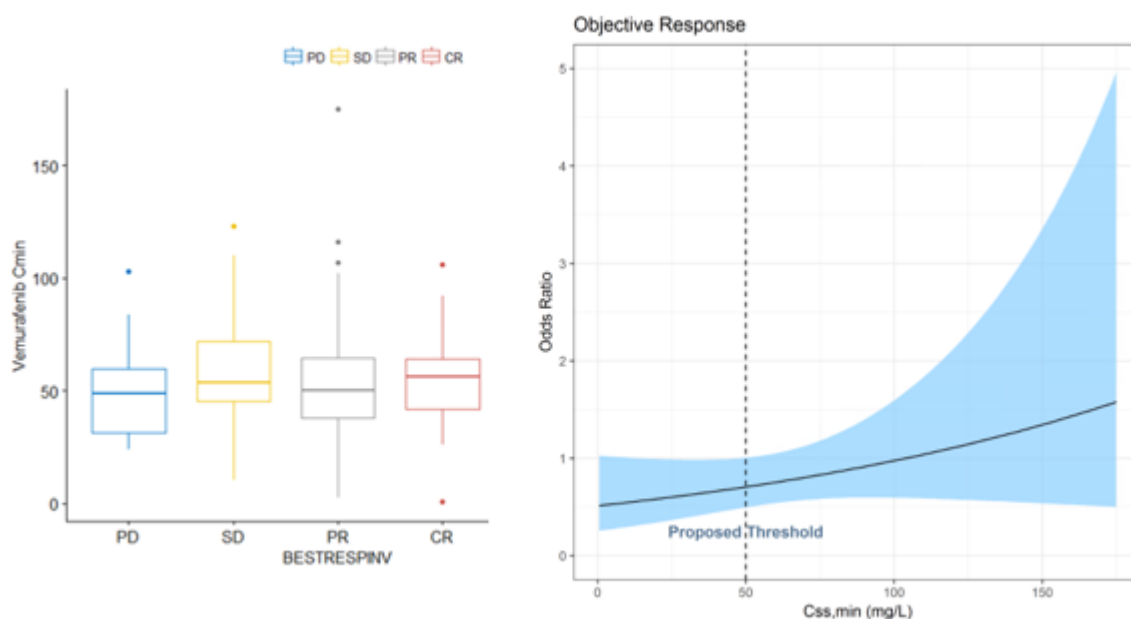 PD SD PR CR
Vemurafenib Cmin
150
100
50
0
PD SD PR CR
BESTRESPINV
Objective Response
Odds Ratio
5
4
3
2
1
0
Proposed Threshold
0 50 100 150
Css,min (mg/L)